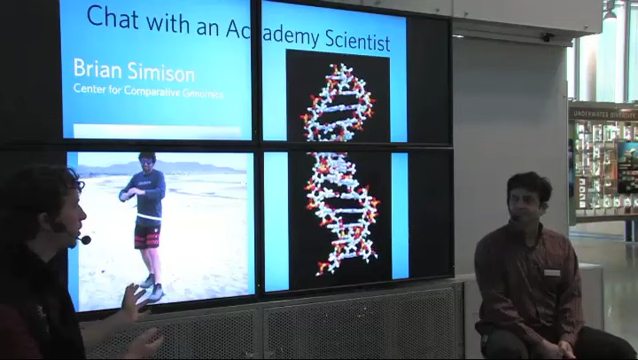 Chat with an Academy Scientist
Brian Simison
Center for Comparative Genomics